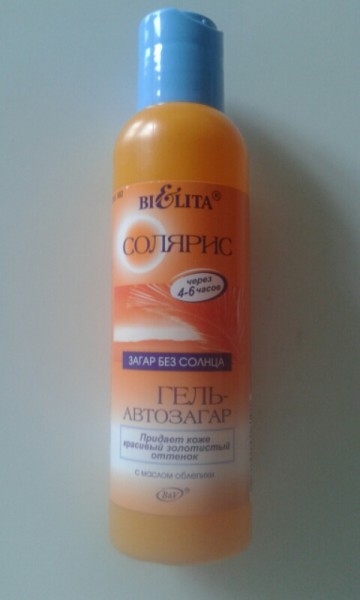 BIELITA®
СОЛЯРИС
через
4-6 часов
ЗАГАР БЕЗ СОЛНЦА
ГЕЛЬ-
АВТОЗАГАР
Придает коже
красивый золотистый
оттенок
с маслом облепихи